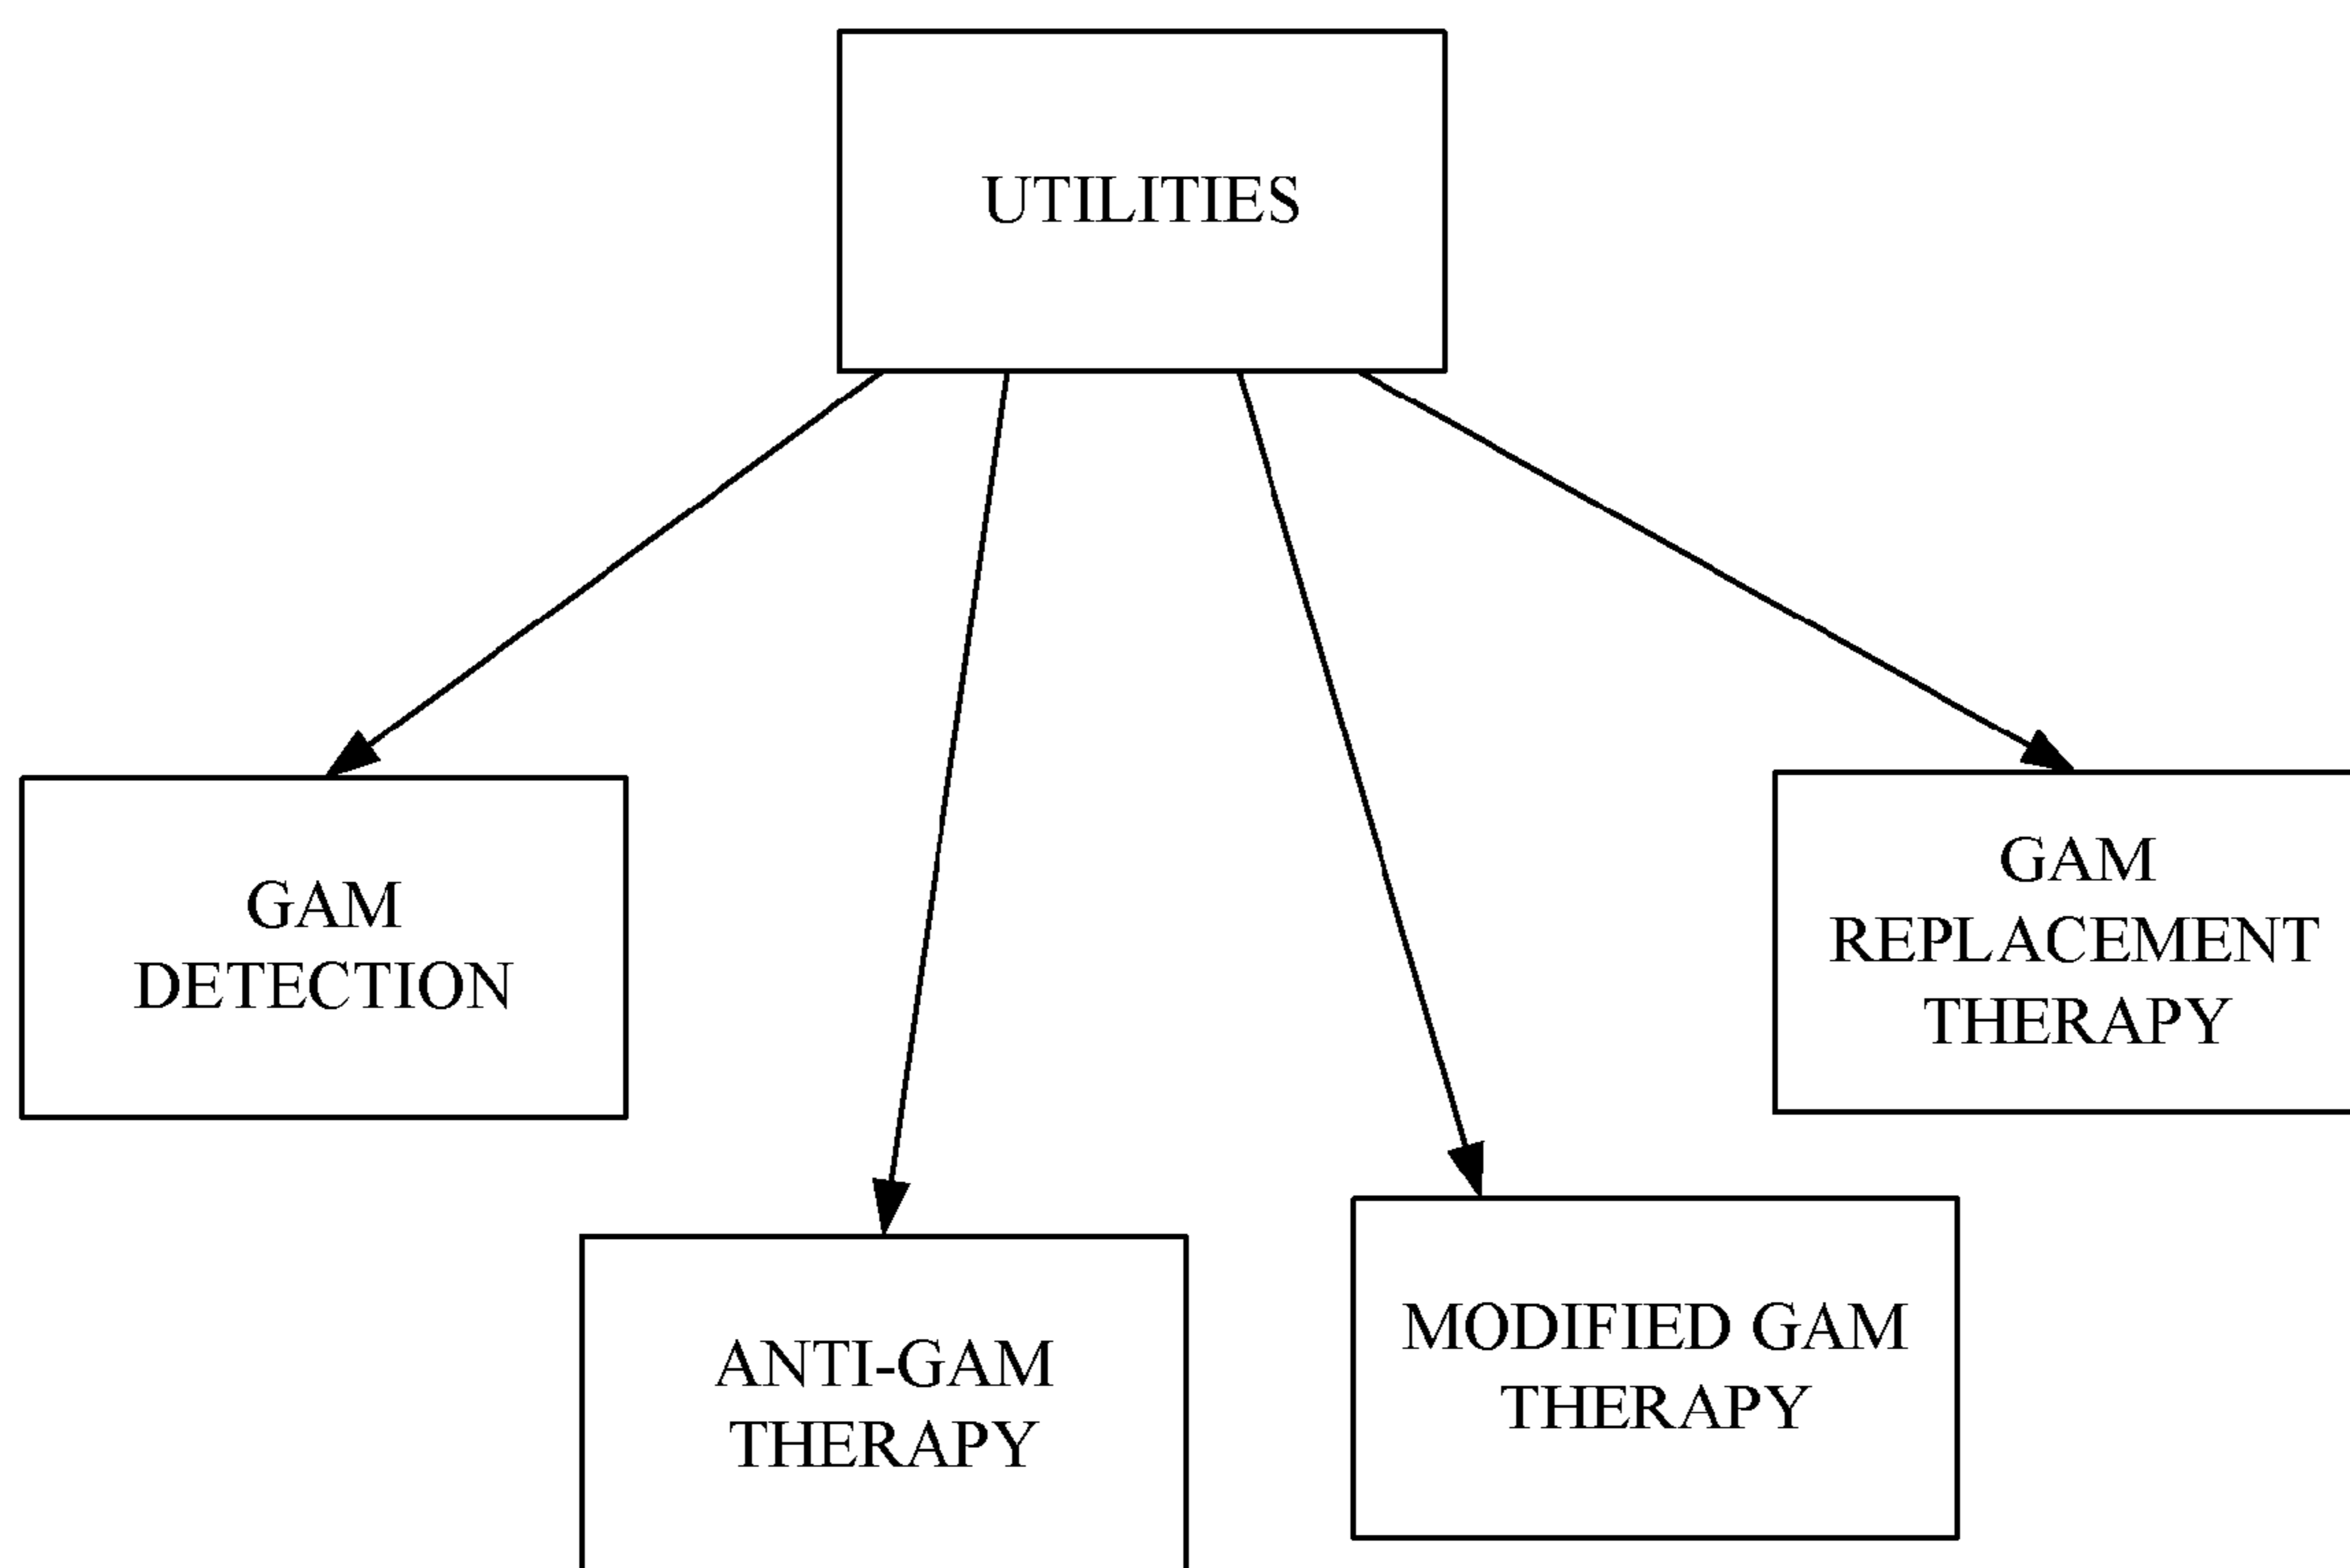 UTILITIES
GAM
DETECTION
GAM
REPLACEMENT
THERAPY
ANTI-GAM
THERAPY
MODIFIED GAM
THERAPY